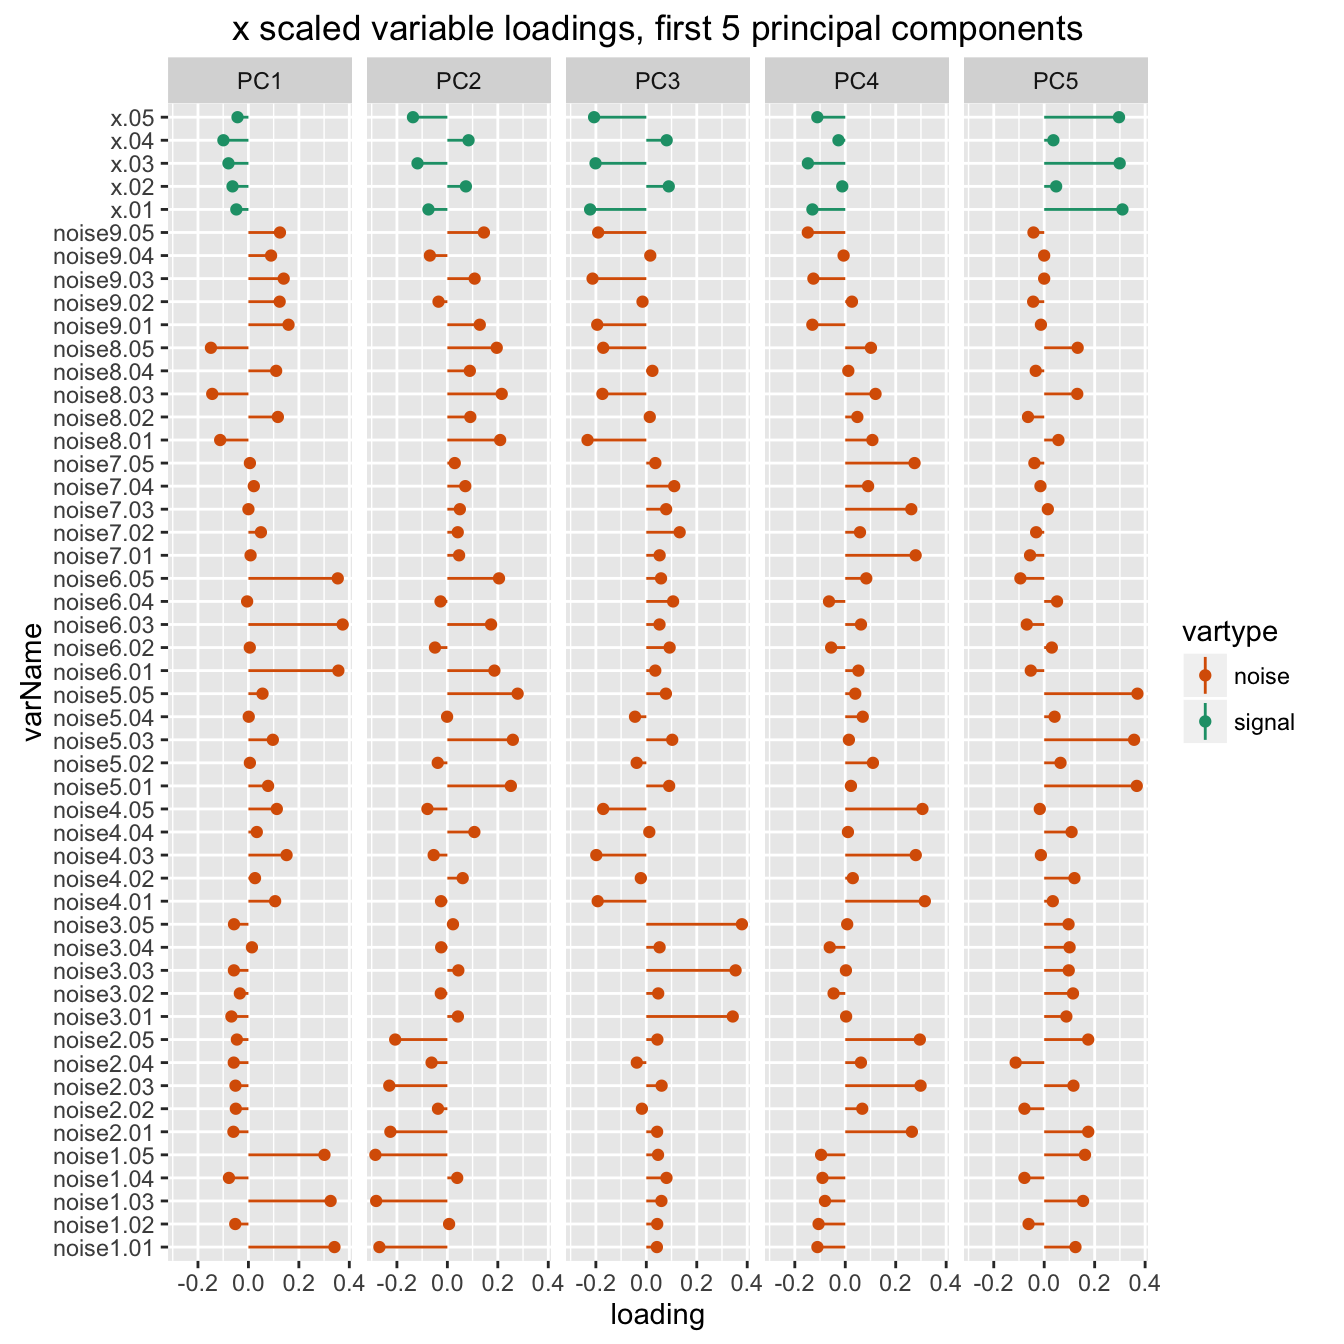 x scaled variable loadings, first 5 principal components
PC1 PC2 PC3 PC4 PC5
x.05
x.04
x.03
x.02
x.01
noise9.05
noise9.04
noise9.03
noise9.02
noise9.01
noise8.05
noise8.04
noise8.03
noise8.02
noise8.01
noise7.05
noise7.04
noise7.03
noise7.02
noise7.01
noise6.05
noise6.04
noise6.03
noise6.02
noise6.01
noise5.05
noise5.04
noise5.03
noise5.02
noise5.01
noise4.05
noise4.04
noise4.03
noise4.02
noise4.01
noise3.05
noise3.04
noise3.03
noise3.02
noise3.01
noise2.05
noise2.04
noise2.03
noise2.02
noise2.01
noise1.05
noise1.04
noise1.03
noise1.02
noise1.01
varName
-0.2 0.0 0.2 0.4 -0.2 0.0 0.2 0.4 -0.2 0.0 0.2 0.4 -0.2 0.0 0.2 0.4 -0.2 0.0 0.2 0.4
loading
vartype
noise
signal